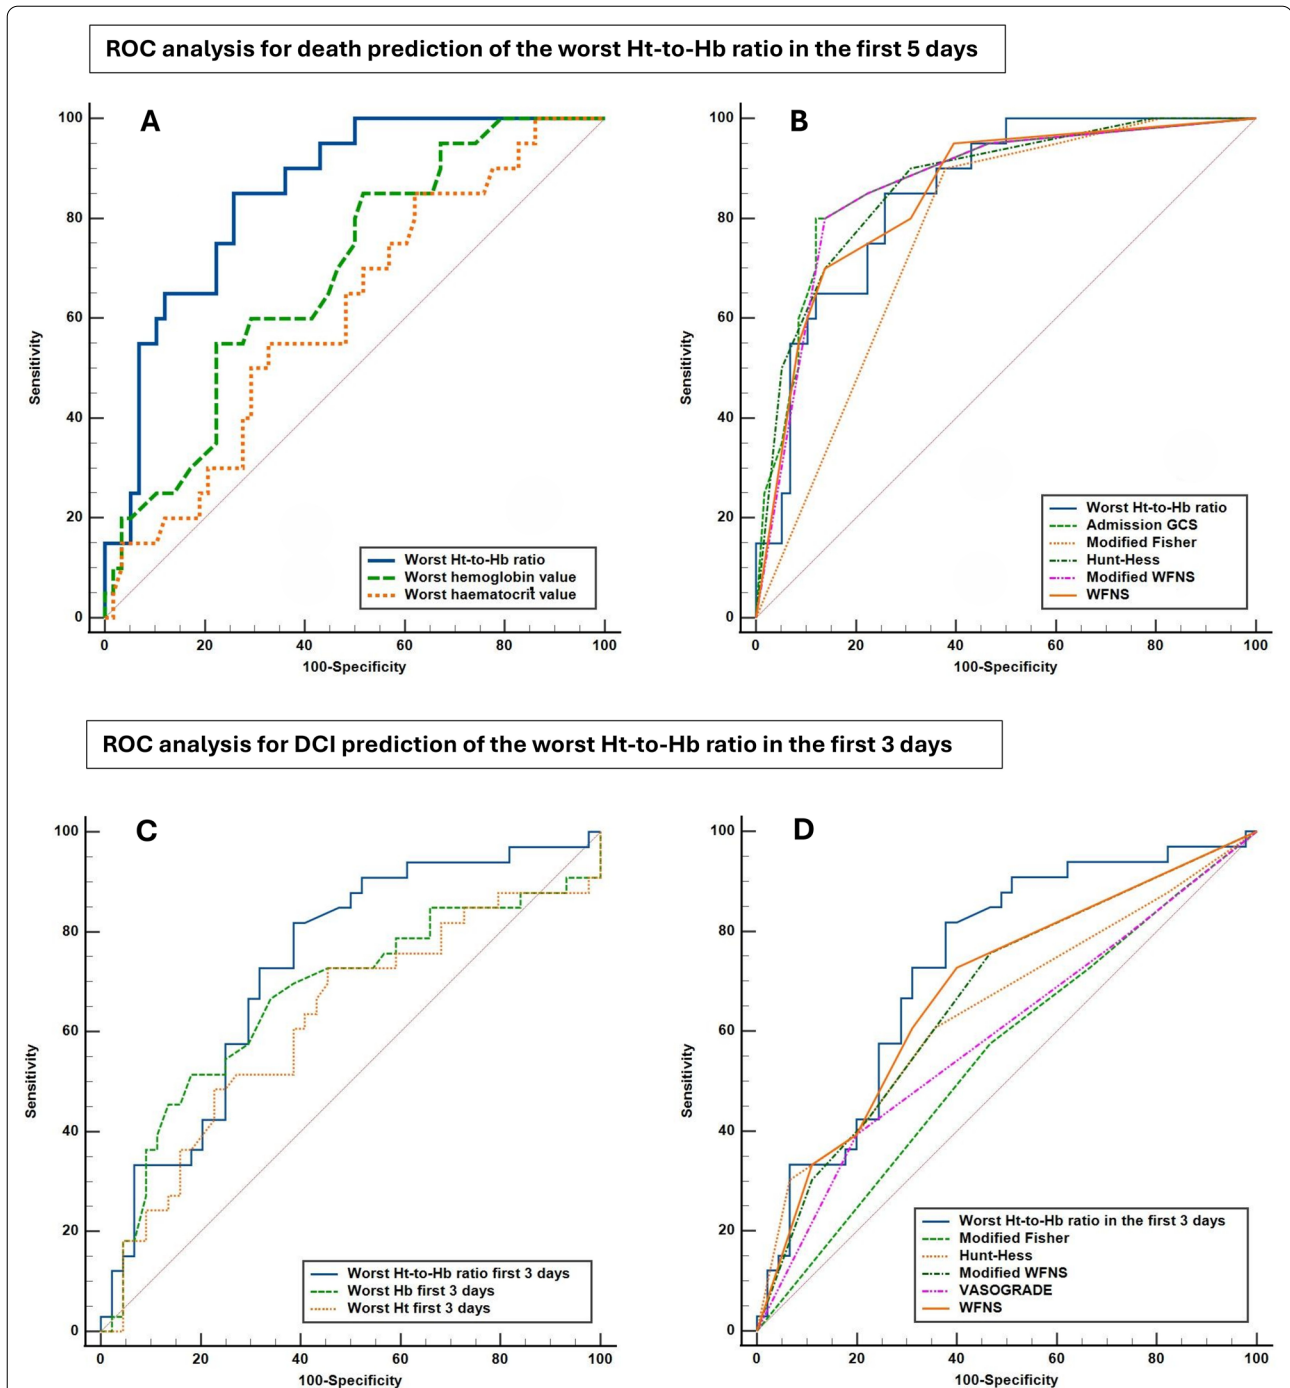 ROC analysis for death prediction of the worst Ht-to-Hb ratio in the first 5 days
A
100
80
60
40
20
0
Sensitivity
0 20 40 60 80 100
100-Specificity
Worst Ht-to-Hb ratio
Worst hemoglobin value
Worst haematocrit value
B
100
80
60
40
20
0
Sensitivity
0 20 40 60 80 100
100-Specificity
Worst Ht-to-Hb ratio
Admission GCS
Modified Fisher
Hunt-Hess
Modified WFNS
WFNS
ROC analysis for DCI prediction of the worst Ht-to-Hb ratio in the first 3 days
C
100
80
60
40
20
0
Sensitivity
0 20 40 60 80 100
100-Specificity
Worst Ht-to-Hb ratio first 3 days
Worst Hb first 3 days
Worst Ht first 3 days
D
100
80
60
40
20
0
Sensitivity
0 20 40 60 80 100
100-Specificity
Worst Ht-to-Hb ratio in the first 3 days
Modified Fisher
Hunt-Hess
Modified WFNS
VASOGRADE
WFNS